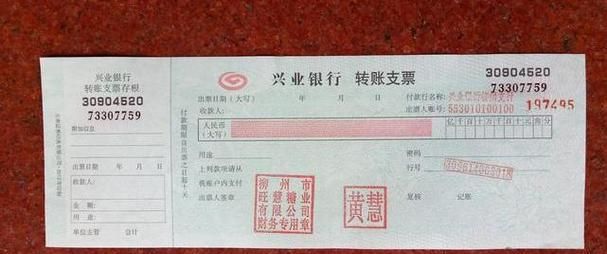 兴业银行
转账支票存根
30904520
73307759
附加信息
出票日期 年 月 日
收款人:
金 额:
用 途:
单位主管 会计
付款期限自出票之日起十天
兴业银行 转账支票
30904520
73307759
出票日期(大写) 年 月 日
付款行名称:
收款人:
出票人账号: 553010100100
197495
人民币
(大写)
亿千百十万千百十元角分
用途
密码
上列款项请从
行号
我账户内支付
出票人签章
复核 记账
柳州市
旺慧糖业
有限公司
财务专用章
黄慧